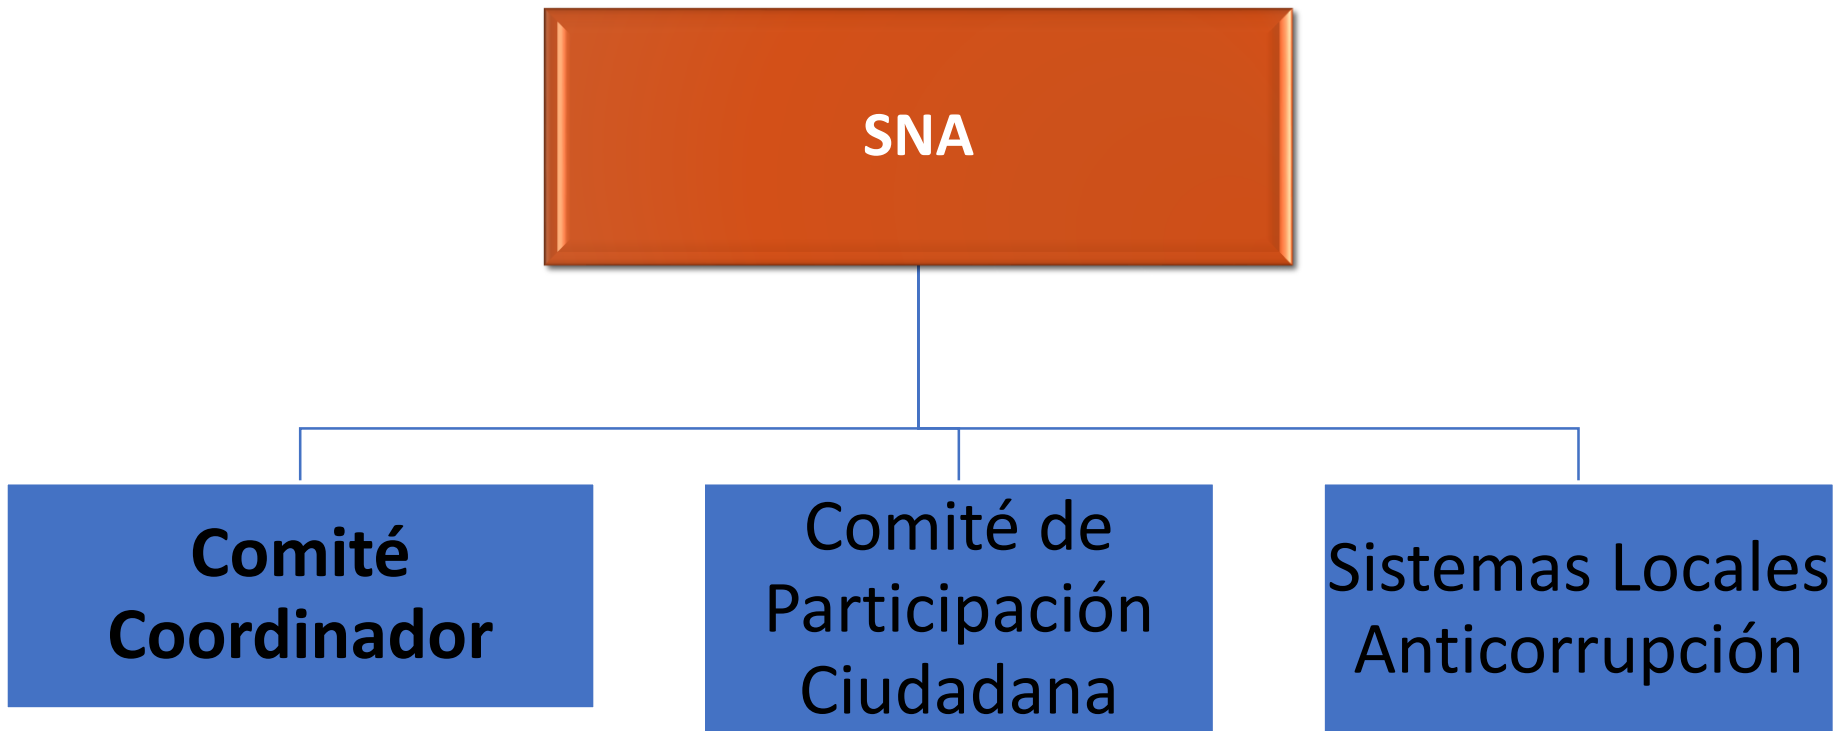 SNA
Comité
Coordinador
Comité de
Participación
Ciudadana
Sistemas Locales
Anticorrupción